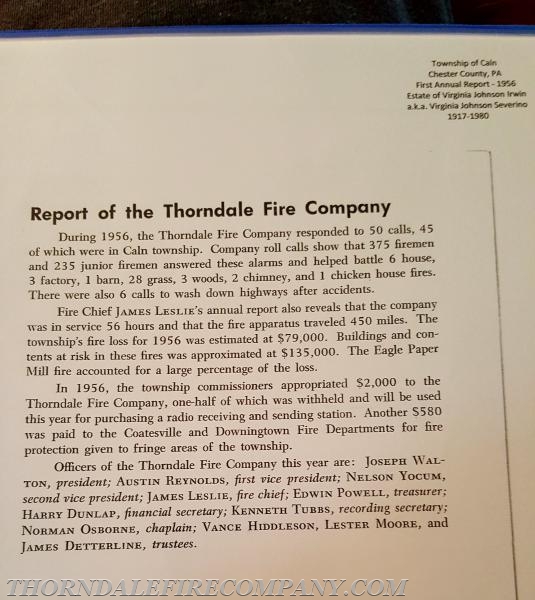 Township of Caln
Chester County, PA
First Annual Report - 1956
Estate of Virginia Johnson Irwin
a.k.a. Virginia Johnson Severino
1917-1980
Report of the Thorndale Fire Company
During 1956, the Thorndale Fire Company responded to 50 calls, 45
of which were in Caln township. Company roll calls show that 375 firemen
and 235 junior firemen answered these alarms and helped battle 6 house,
3 factory, 1 barn, 28 grass, 3 woods, 2 chimney, and 1 chicken house fires.
There were also 6 calls to wash down highways after accidents.
Fire Chief JAMES LESLIE's annual report also reveals that the company
was in service 56 hours and that the fire apparatus traveled 450 miles. The
township's fire loss for 1956 was estimated at $79,000. Buildings and con-
tents at risk in these fires was approximated at $135,000. The Eagle Paper
Mill fire accounted for a large percentage of the loss.
In 1956, the township commissioners appropriated $2,000 to the
Thorndale Fire Company, one-half of which was withheld and will be used
this year for purchasing a radio receiving and sending station. Another $580
was paid to the Coatesville and Downingtown Fire Departments for fire
protection given to fringe areas of the township.
Officers of the Thorndale Fire Company this year are: JOSEPH WAL-
TON, president; AUSTIN REYNOLDS, first vice president; NELSON YOCUM,
second vice president; JAMES LESLIE, fire chief; EDWIN POWELL, treasurer;
HARRY DUNLAP, financial secretary; KENNETH TUBBS, recording secretary;
NORMAN OSBORNE, chaplain; VANCE HIDDLESON, LESTER MOORE, and
JAMES DETTERLINE, trustees.
THORNDALEFIRECOMPANY.COM